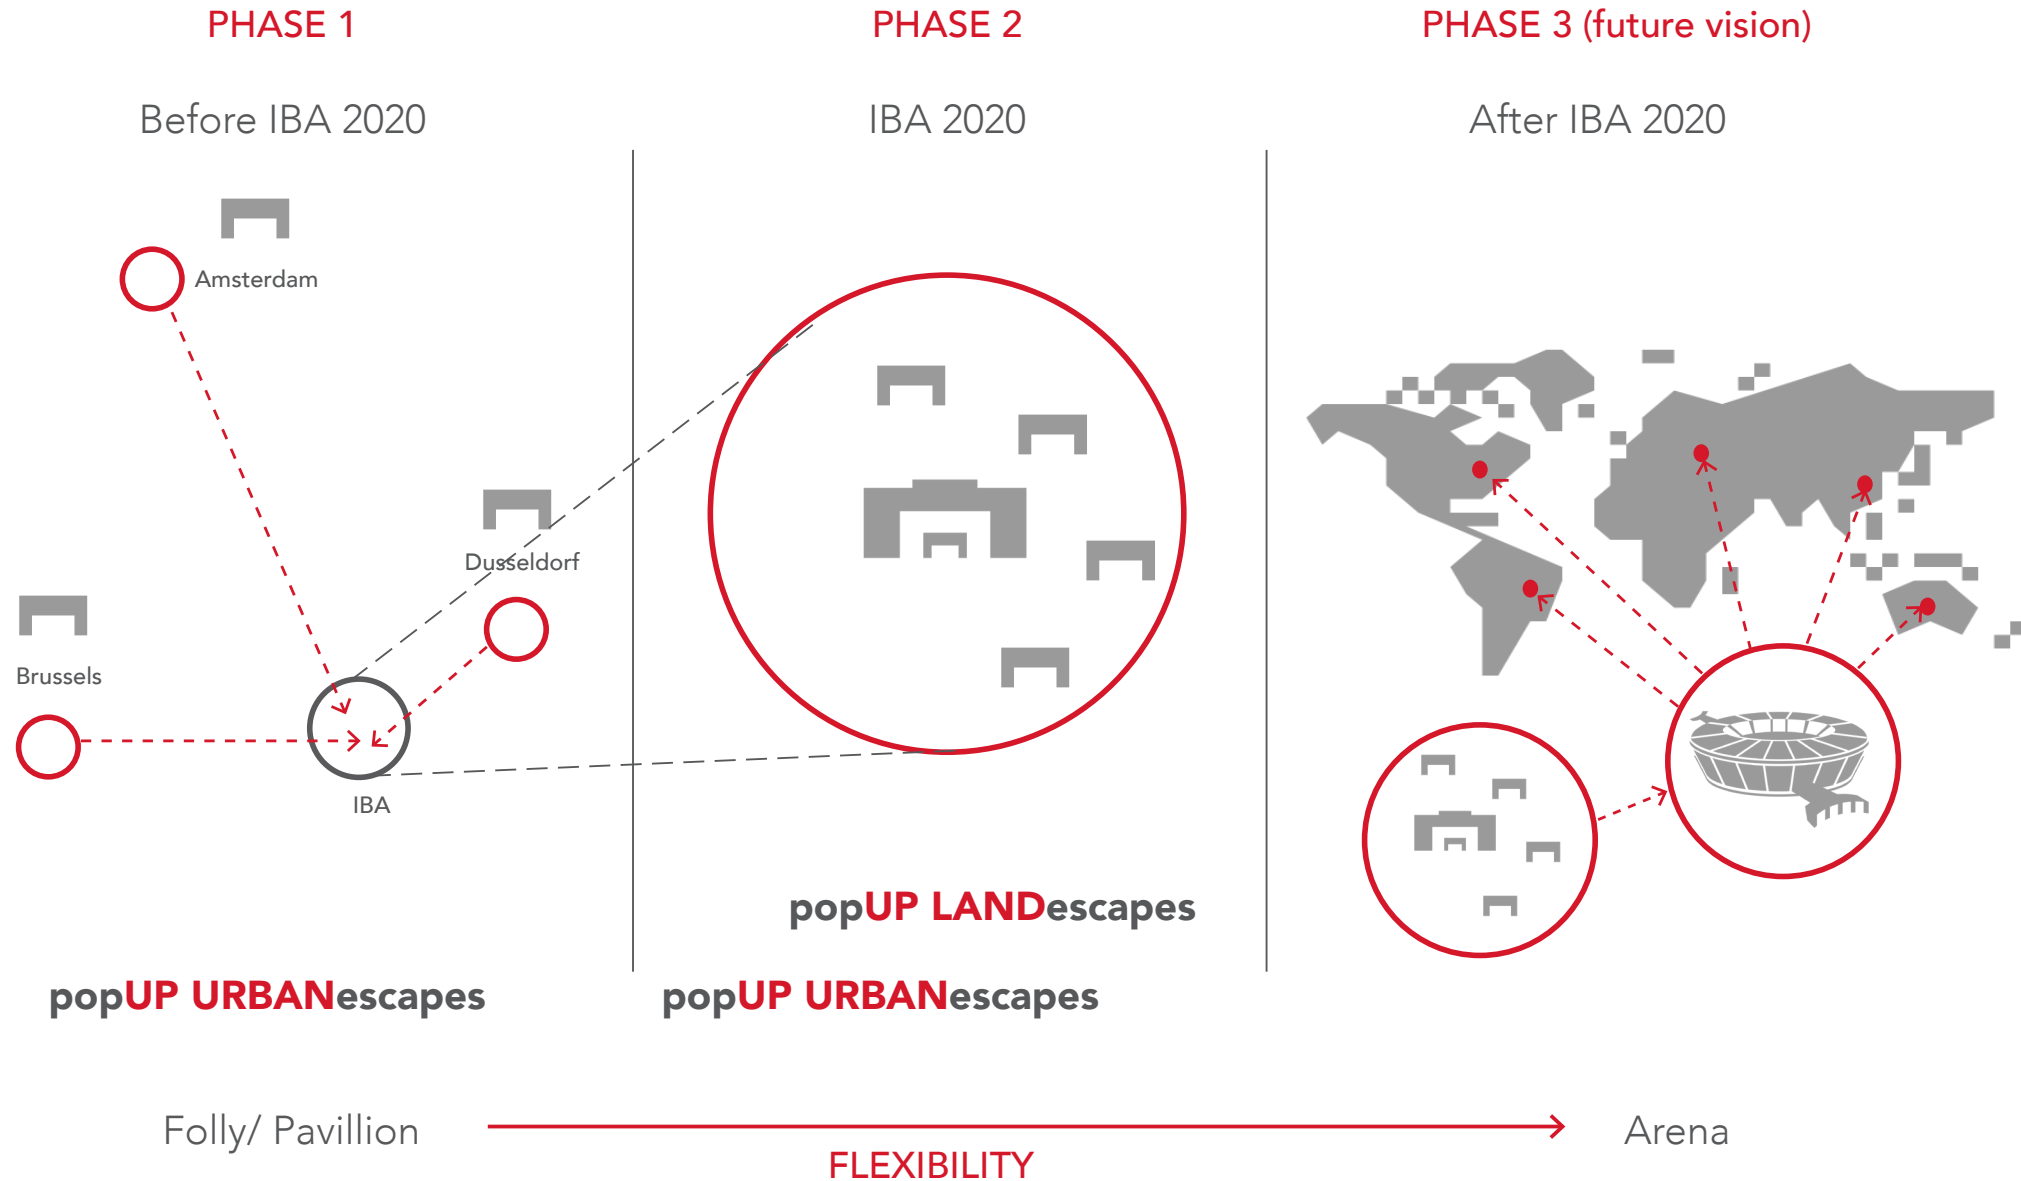 PHASE 1
PHASE 2
PHASE 3 (future vision)
Before IBA 2020
IBA 2020
After IBA 2020
Amsterdam
Dusseldorf
Brussels
IBA
popUP LANDescapes
popUP URBANescapes
popUP URBANescapes
Folly/ Pavillion
Arena
FLEXIBILITY